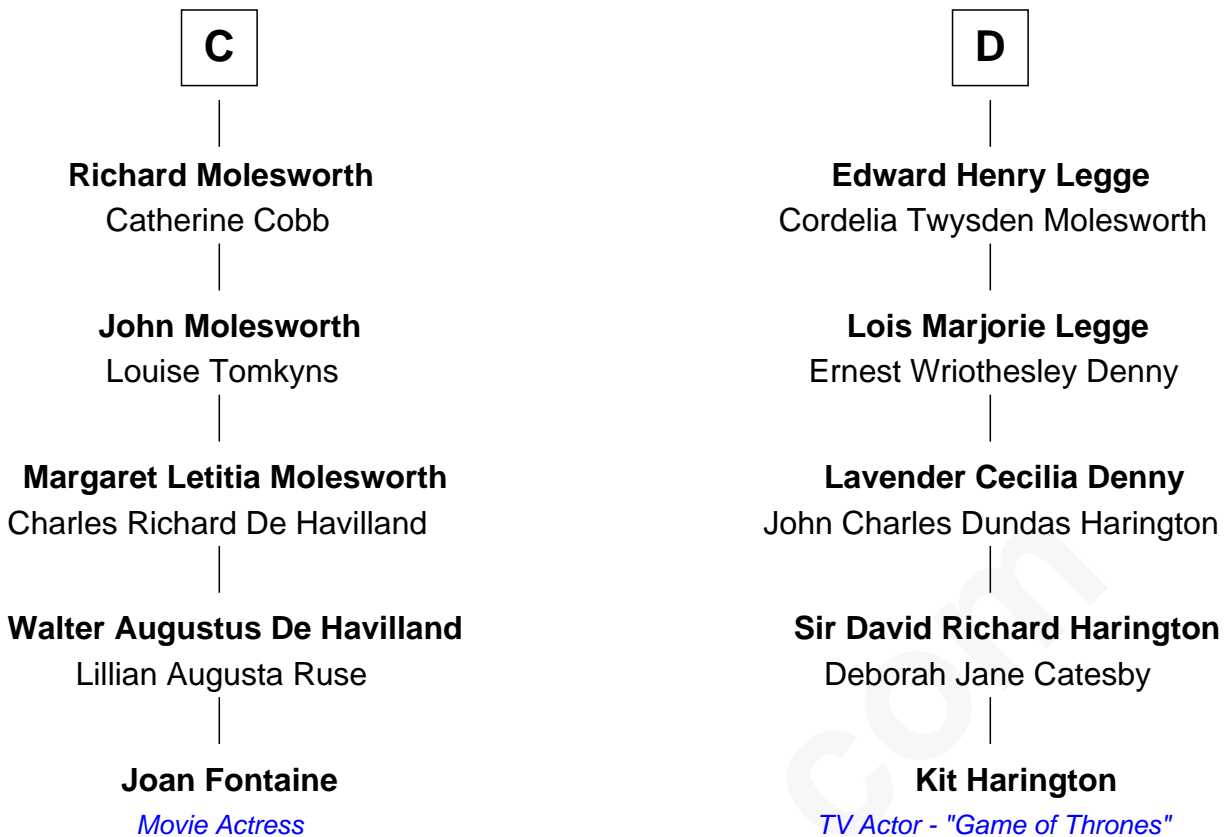 C
Richard Molesworth
Catherine Cobb
John Molesworth
Louise Tomkyns
Margaret Letitia Molesworth
Charles Richard De Havilland
Walter Augustus De Havilland
Lillian Augusta Ruse
Joan Fontaine
Movie Actress
D
Edward Henry Legge
Cordelia Twysden Molesworth
Lois Marjorie Legge
Ernest Wriothesley Denny
Lavender Cecilia Denny
John Charles Dundas Harington
Sir David Richard Harington
Deborah Jane Catesby
Kit Harington
TV Actor - "Game of Thrones"
com